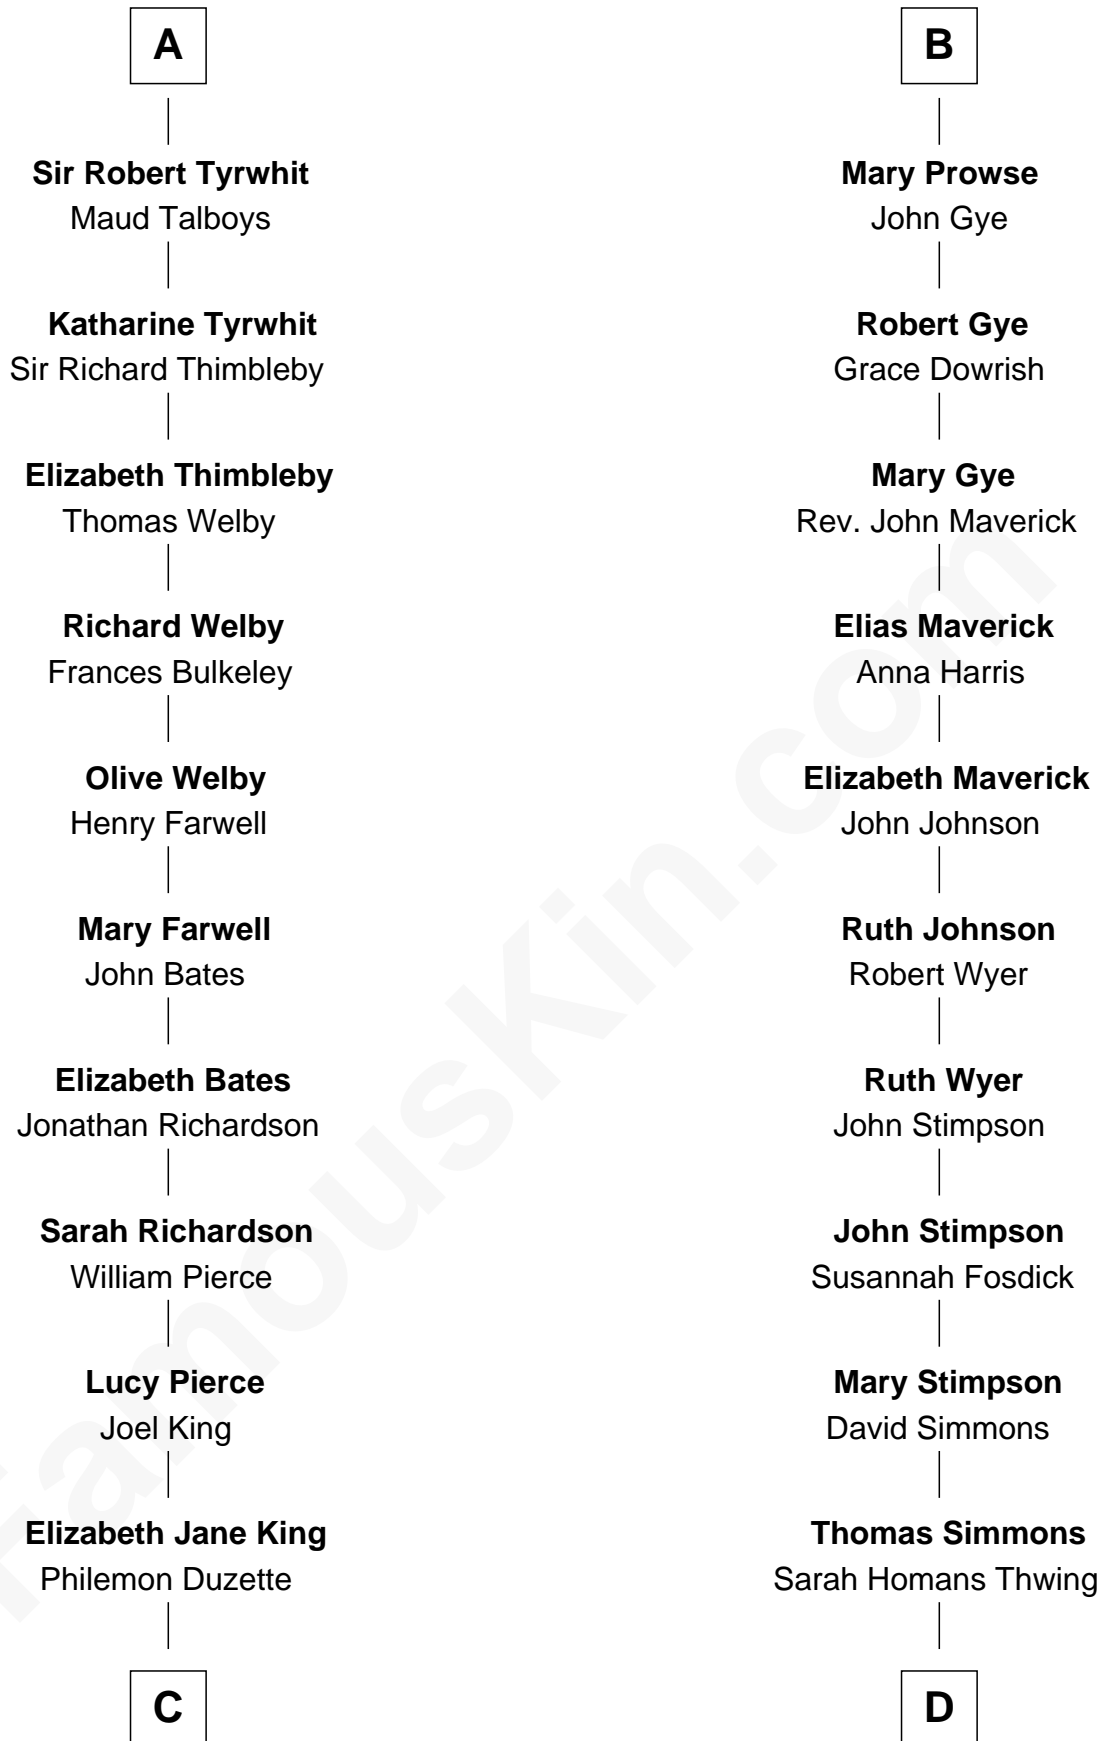 A
Sir Robert Tyrwhit
Maud Talboys
Katharine Tyrwhit
Sir Richard Thimbleby
Elizabeth Thimbleby
Thomas Welby
Richard Welby
Frances Bulkeley
Olive Welby
Henry Farwell
Mary Farwell
John Bates
Elizabeth Bates
Jonathan Richardson
Sarah Richardson
William Pierce
Lucy Pierce
Joel King
Elizabeth Jane King
Philemon Duzette
C
B
Mary Prowse
John Gye
Robert Gye
Grace Dowrish
Mary Gye
Rev. John Maverick
Elias Maverick
Anna Harris
Elizabeth Maverick
John Johnson
Ruth Johnson
Robert Wyer
Ruth Wyer
John Stimpson
John Stimpson
Susannah Fosdick
Mary Stimpson
David Simmons
Thomas Simmons
Sarah Homans Thwing
D
FamousKin.com